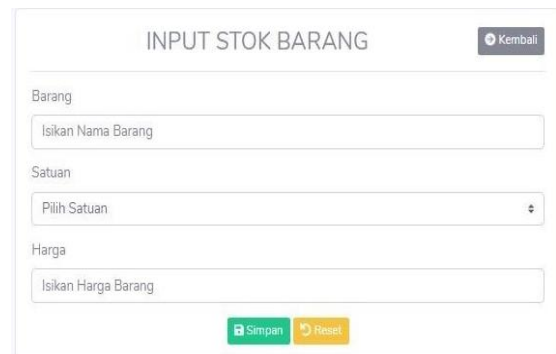 INPUT STOK BARANG
Kembali
Barang
Isikan Nama Barang
Satuan
Pilih Satuan
Harga
Isikan Harga Barang
Simpan Reset